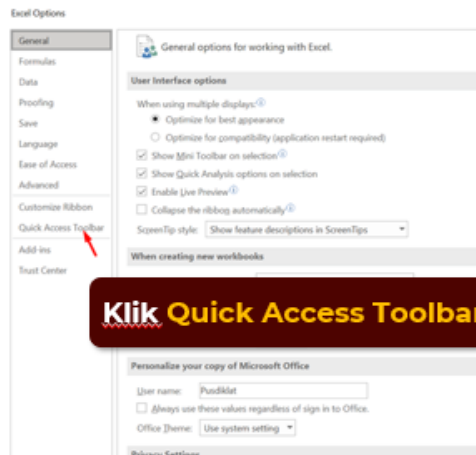 Excel Options
General
Formulas
Data
Proofing
Save
Language
Ease of Access
Advanced
Customize Ribbon
Quick Access Toolbar
Add-ins
Trust Center
General options for working with Excel.
User Interface options
When using multiple displays:
Optimize for best appearance
Optimize for compatibility (application restart required)
Show Mini Toolbar on selection
Show Quick Analysis options on selection
Enable Live Preview
Collapse the ribbon automatically
ScreenTip style: Show feature descriptions in ScreenTips
When creating new workbooks
Klik Quick Access Toolbar
Personalize your copy of Microsoft Office
User name: Pusdiklat
Always use these values regardless of sign in to Office.
Office Theme: Use system setting
Privacy Settings